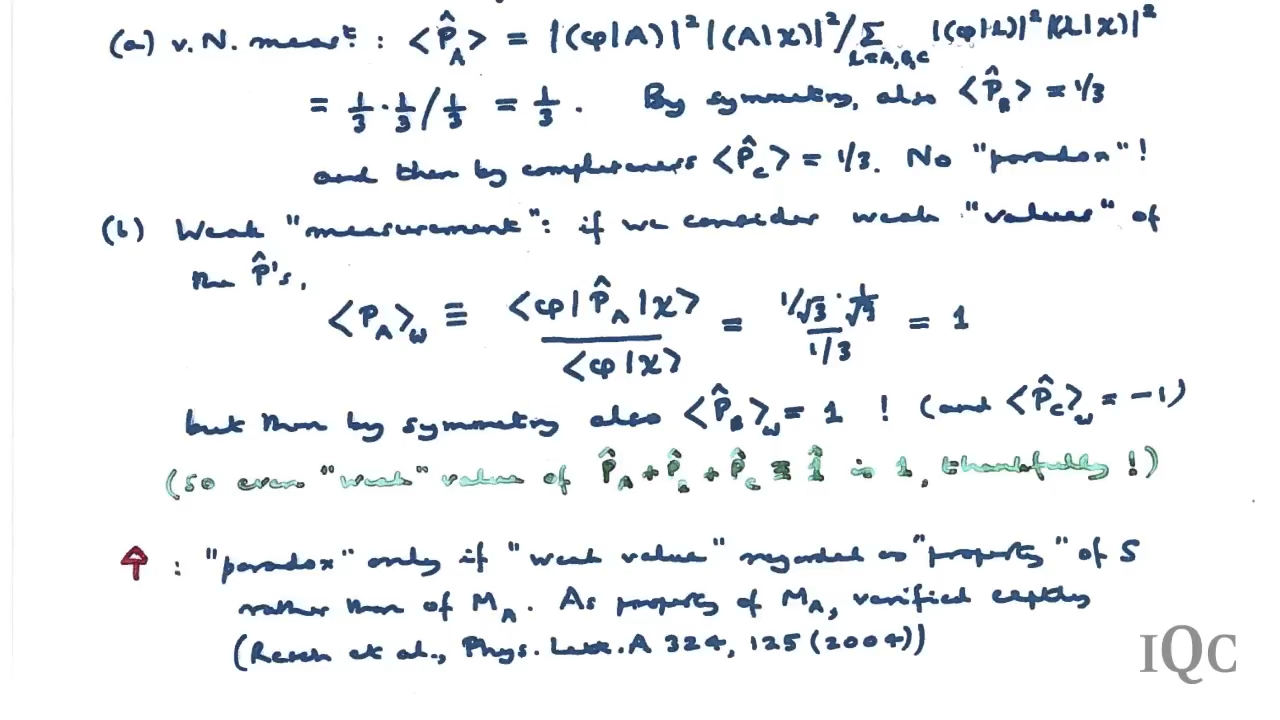 (a) v. N. meast : <P̂_A> = |(φ|A)|² |(A|χ)|² / Σ_{i=A,B,C} |(φ|i)|² |(i|χ)|²
= 1/3 · 1/3 / 1/3 = 1/3 . By symmetry, also <P̂_B> = 1/3
and then by completeness <P̂_C> = 1/3. No "paradox"!
(b) Weak "measurement": if we consider weak "values" of
the P̂'s,
<P_A>_w ≡ <φ|P̂_A|χ> / <φ|χ> = 1/√3 · 1/√3 / 1/3 = 1
but then by symmetry also <P̂_B>_w = 1 ! (and <P̂_C>_w = -1)
(so even "weak" value of P̂_A + P̂_B + P̂_C ≡ 1̂ is 1, thankfully!)
↑ : "paradox" only if "weak value" regarded as "property" of S
rather than of M_A. As property of M_A, verified exptly
(Resch et al., Phys. Lett. A 324, 125 (2004))
IQC